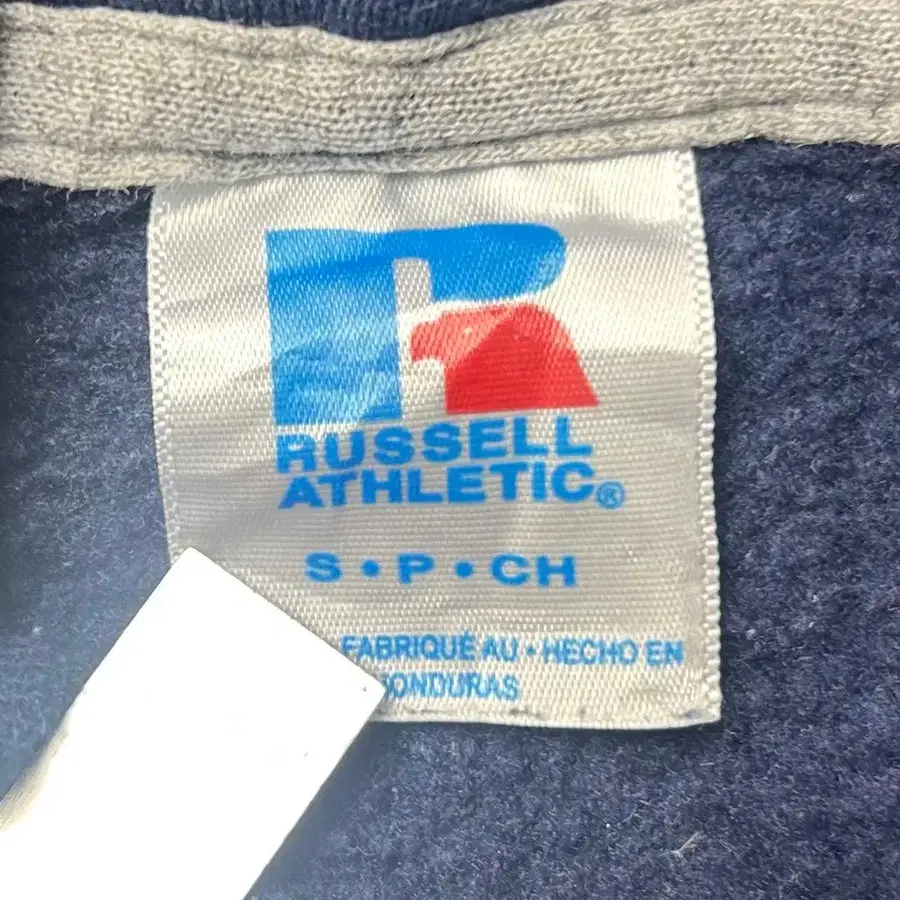 RUSSELL
ATHLETIC®
S • P • CH
FABRIQUÉ AU • HECHO EN
ONDURAS